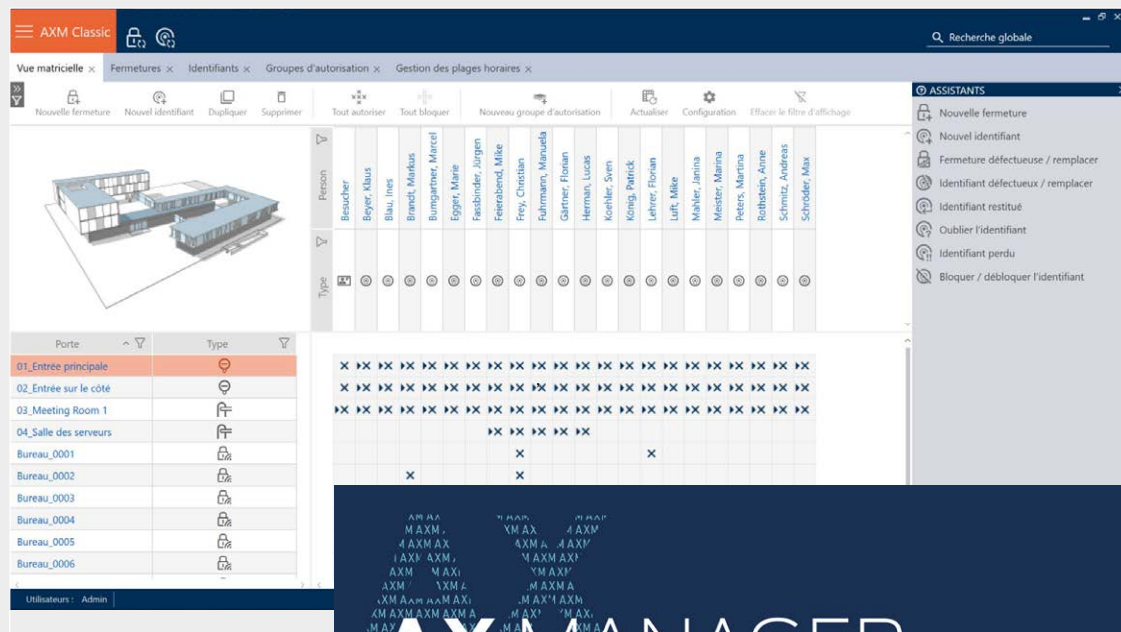 AXM Classic
Recherche globale
Vue matricielle × Fermetures × Identifiants × Groupes d'autorisation × Gestion des plages horaires ×
Nouvelle fermeture Nouvel identifiant Dupliquer Supprimer Tout autoriser Tout bloquer Nouveau groupe d'autorisation Actualiser Configuration Effacer le filtre d'affichage
ASSISTANTS
Nouvelle fermeture
Nouvel identifiant
Fermeture défectueuse / remplacer
Identifiant défectueux / remplacer
Identifiant restitué
Oublier l'identifiant
Identifiant perdu
Bloquer / débloquer l'identifiant
Person
Besucher
Beyer, Klaus
Blau, Ines
Brandt, Markus
Bumgartner, Marcel
Egger, Marie
Fassbinder, Jürgen
Feierabend, Mike
Frey, Christian
Fuhrmann, Manuela
Gärtner, Florian
Herman, Lucas
Koehler, Sven
König, Patrick
Lehrer, Florian
Luft, Mike
Mahler, Janina
Meister, Marina
Peters, Martina
Rothstein, Anne
Schmitz, Andreas
Schröder, Max
Type
Porte Type
01_Entrée principale
02_Entrée sur le côté
03_Meeting Room 1
04_Salle des serveurs
Bureau_0001
Bureau_0002
Bureau_0003
Bureau_0004
Bureau_0005
Bureau_0006
Utilisateurs : Admin
AXMANAGER